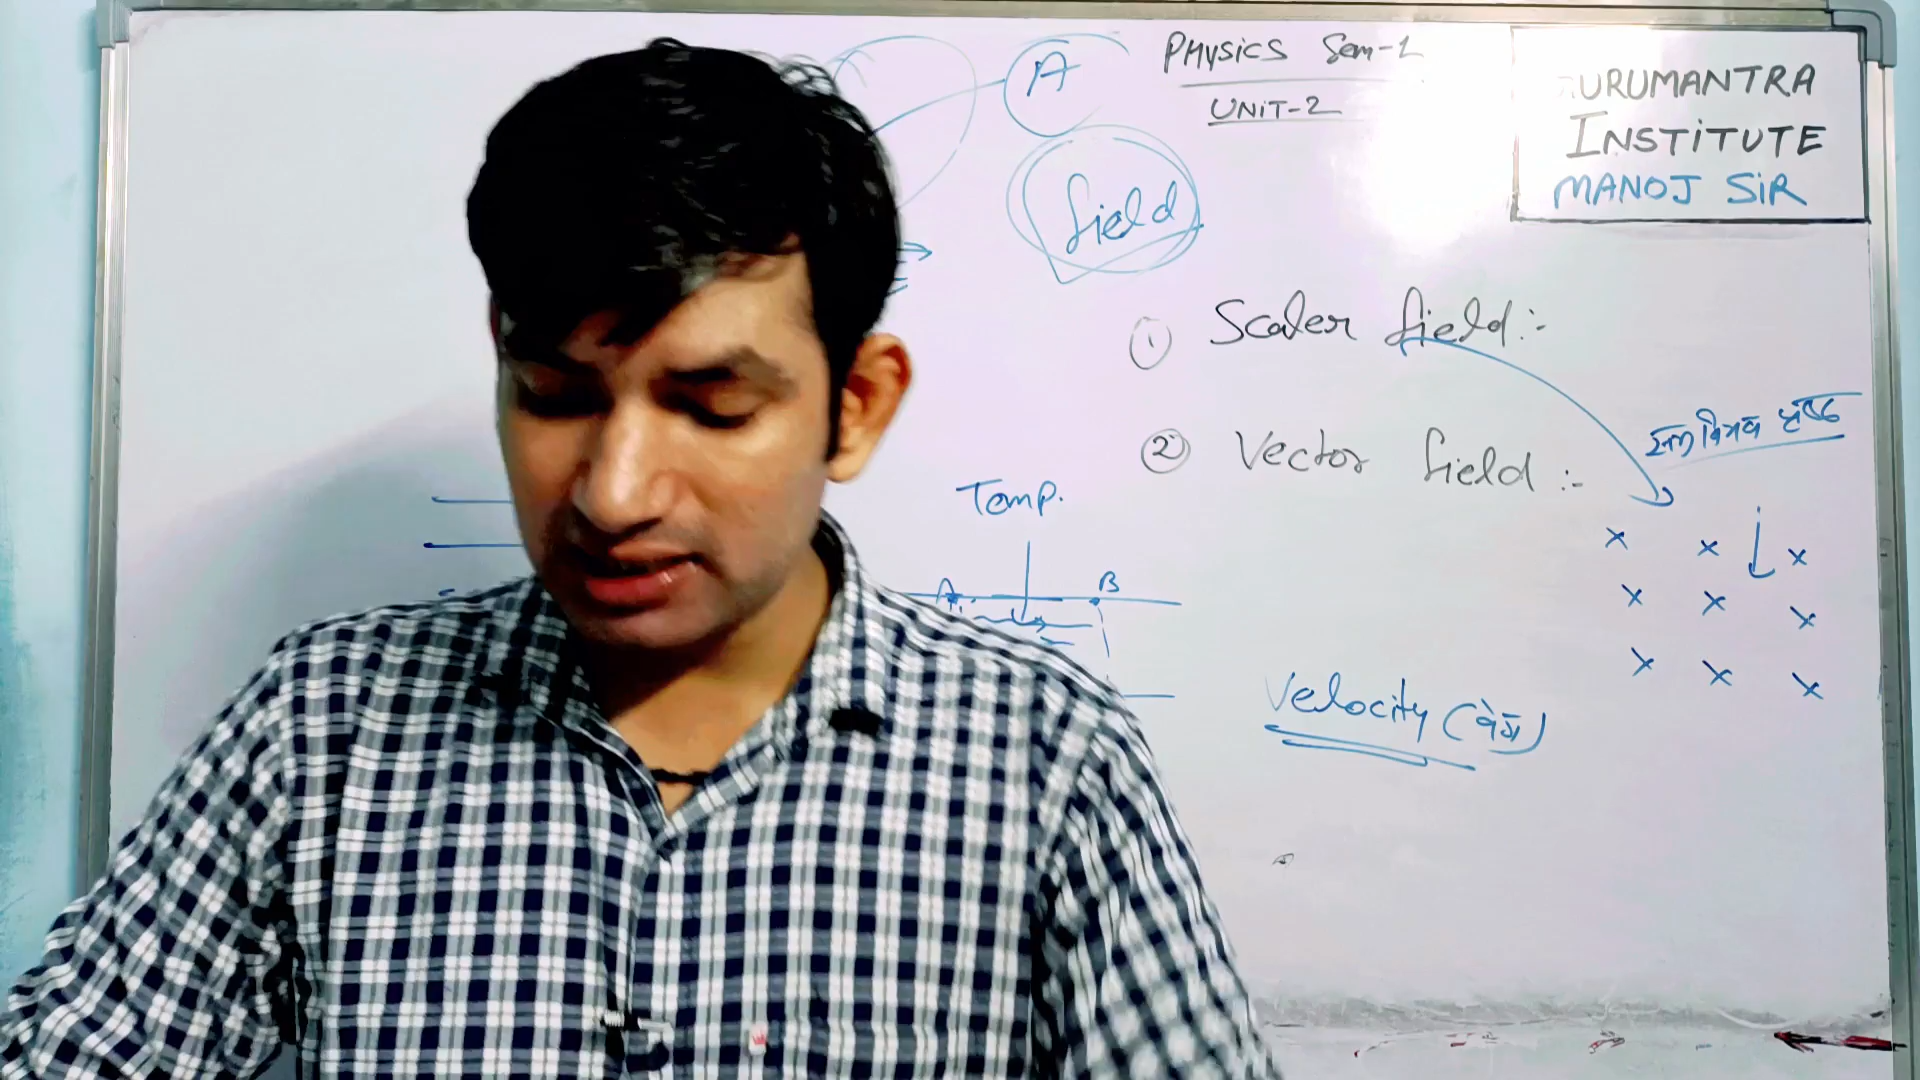 A
PHYSICS Sem-1
UNIT-2
URUMANTRA
INSTITUTE
MANOJ SIR
field
① Scaler field :-
② Vector field :-
Temp.
A
B
Velocity (वेग)